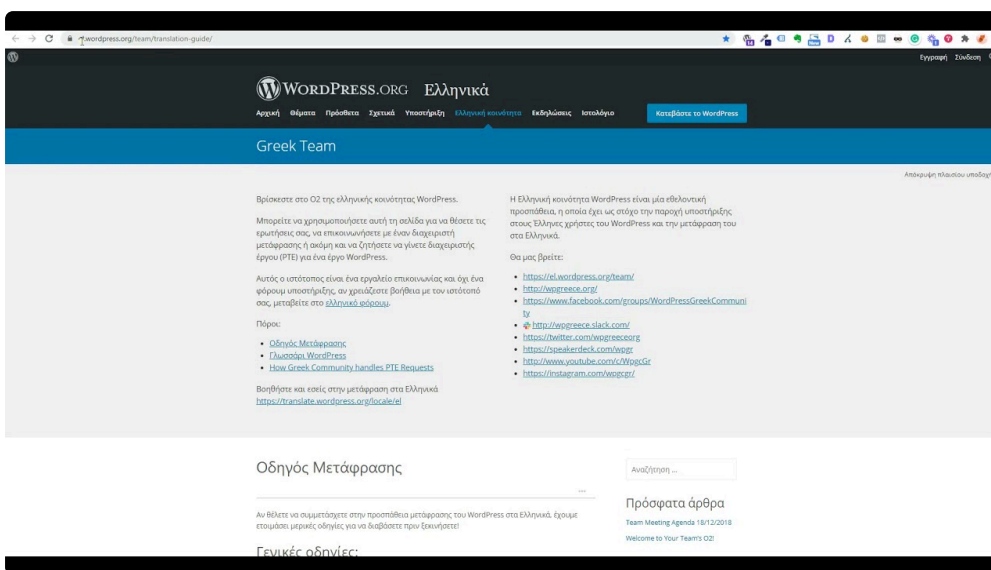 wordpress.org/team/translation-guide/
Εγγραφή Σύνδεση
WORDPRESS.ORG Ελληνικά
Αρχική Θέματα Πρόσθετα Σχετικά Υποστήριξη Ελληνική κοινότητα Εκδηλώσεις Ιστολόγιο Κατεβάστε το WordPress
Greek Team
Απόκρυψη πλαισίου υποδοχή
Βρίσκεστε στο O2 της ελληνικής κοινότητας WordPress.
Μπορείτε να χρησιμοποιήσετε αυτή τη σελίδα για να θέσετε τις
ερωτήσεις σας, να επικοινωνήσετε με έναν διαχειριστή
μετάφρασης ή ακόμη και να ζητήσετε να γίνετε διαχειριστής
έργου (PTE) για ένα έργο WordPress.
Αυτός ο ιστότοπος είναι ένα εργαλείο επικοινωνίας και όχι ένα
φόρουμ υποστήριξης, αν χρειάζεστε βοήθεια με τον ιστότοπό
σας, μεταβείτε στο ελληνικό φόρουμ.
Πόροι:
Οδηγός Μετάφρασης
Γλωσσάρι WordPress
How Greek Community handles PTE Requests
Βοηθήστε και εσείς στην μετάφραση στα Ελληνικά
https://translate.wordpress.org/locale/el
Η Ελληνική κοινότητα WordPress είναι μία εθελοντική
προσπάθεια, η οποία έχει ως στόχο την παροχή υποστήριξης
στους Έλληνες χρήστες του WordPress και την μετάφραση του
στα Ελληνικά.
Θα μας βρείτε:
https://el.wordpress.org/team/
http://wpgreece.org/
https://www.facebook.com/groups/WordPressGreekCommuni
ty
http://wpgreece.slack.com/
https://twitter.com/wpgreeceorg
https://speakerdeck.com/wpgr
http://www.youtube.com/c/WpgcGr
https://instagram.com/wpgcgr/
Οδηγός Μετάφρασης
Αν θέλετε να συμμετάσχετε στην προσπάθεια μετάφρασης του WordPress στα Ελληνικά, έχουμε
ετοιμάσει μερικές οδηγίες για να διαβάσετε πριν ξεκινήσετε!
Γενικές οδηγίες:
Αναζήτηση ...
Πρόσφατα άρθρα
Team Meeting Agenda 18/12/2018
Welcome to Your Team's O2!